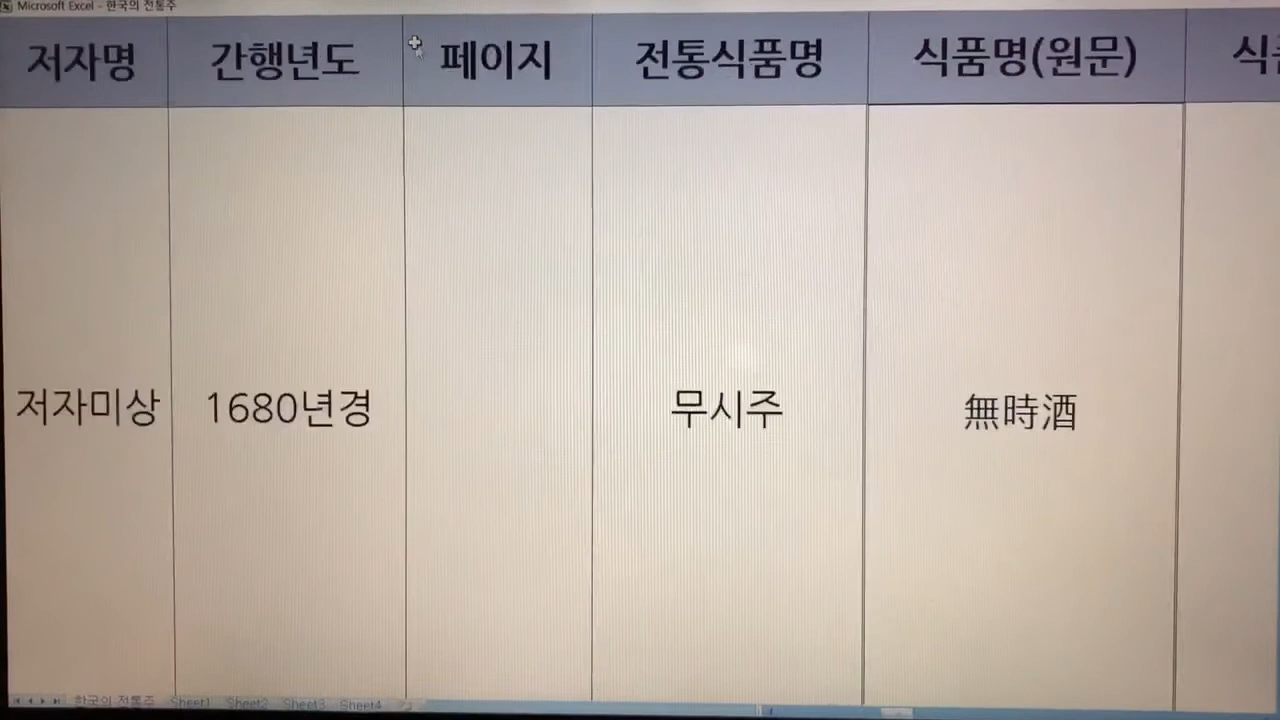 Microsoft Excel - 한국의 전통주
저자명 간행년도 페이지 전통식품명 식품명(원문)
저자미상 1680년경 무시주 無時酒
한국의 전통주 Sheet1 Sheet2 Sheet3 Sheet4